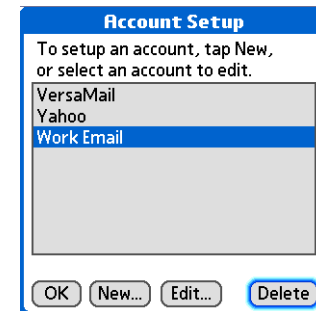 Account Setup
To setup an account, tap New,
or select an account to edit.
VersaMail
Yahoo
Work Email
OK New... Edit... Delete